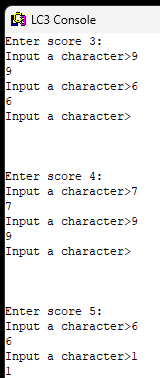 LC3 Console
Enter score 3:
Input a character>9
9
Input a character>6
6
Input a character>
Enter score 4:
Input a character>7
7
Input a character>9
9
Input a character>
Enter score 5:
Input a character>6
6
Input a character>1
1